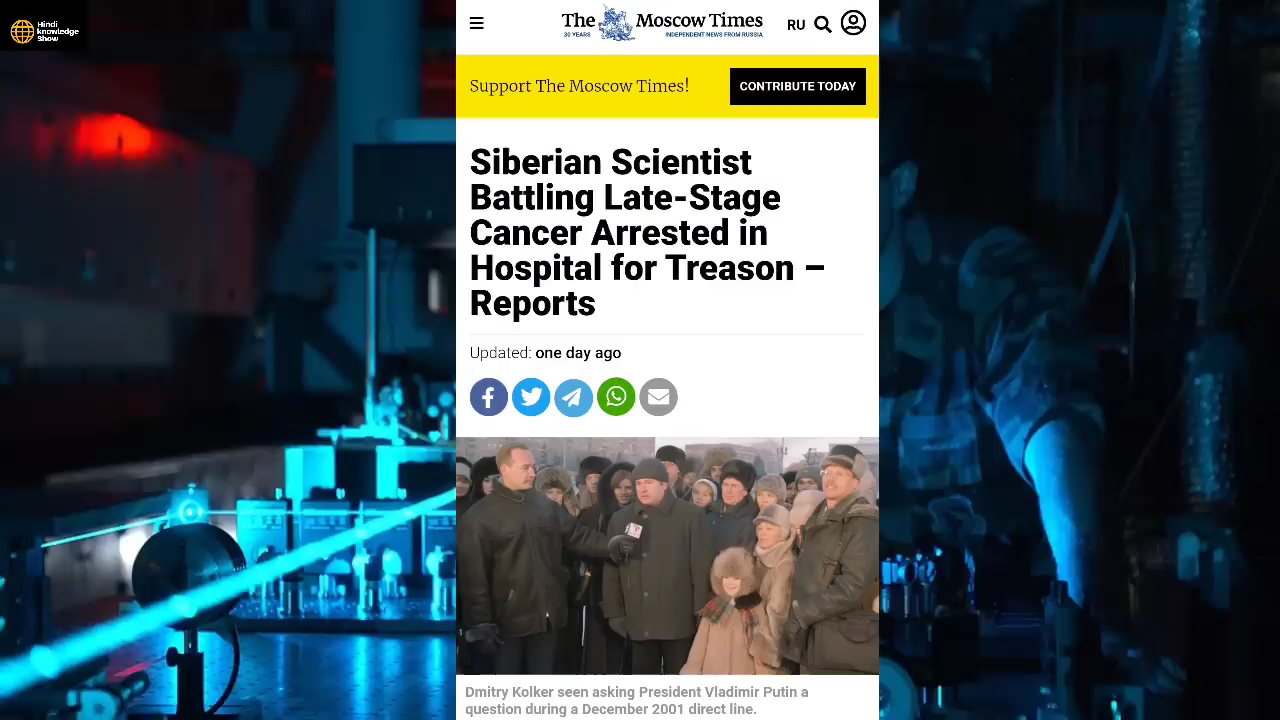 Hindi
knowledge
Show
The Moscow Times
30 YEARS
INDEPENDENT NEWS FROM RUSSIA
RU
Support The Moscow Times!
CONTRIBUTE TODAY
Siberian Scientist
Battling Late-Stage
Cancer Arrested in
Hospital for Treason –
Reports
Updated: one day ago
Dmitry Kolker seen asking President Vladimir Putin a
question during a December 2001 direct line.